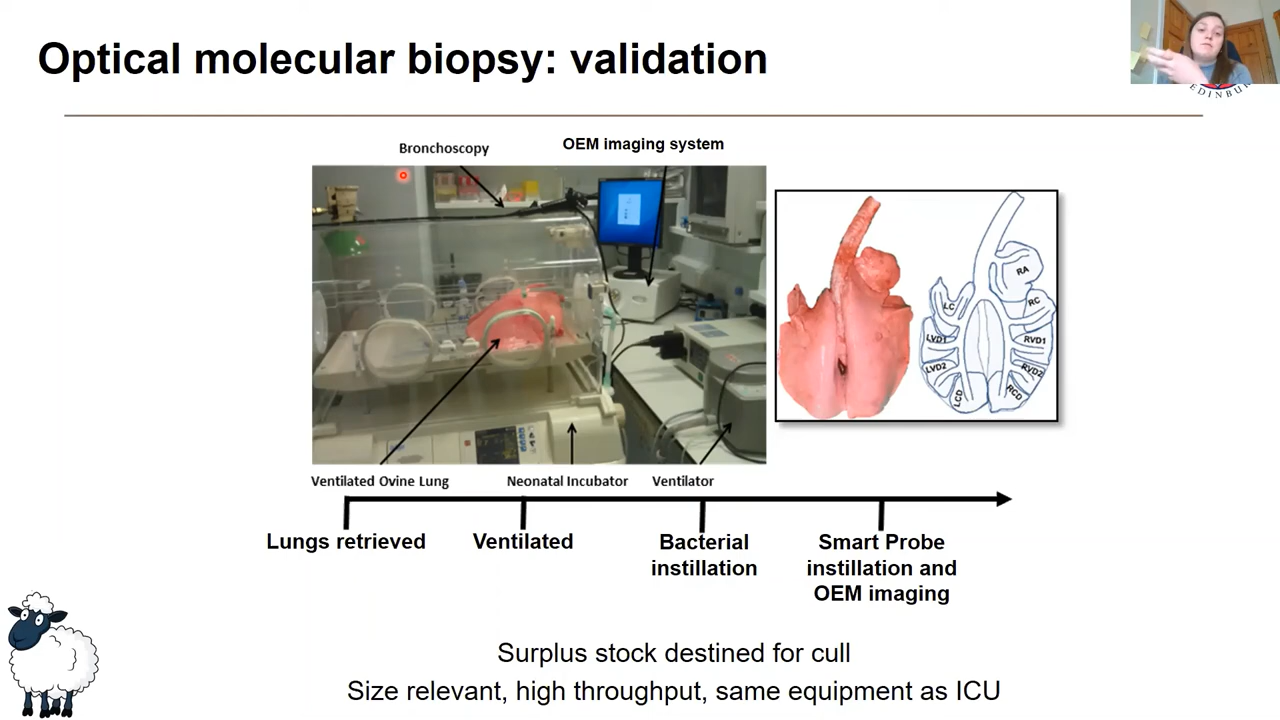 Optical molecular biopsy: validation
EDINBUR
Bronchoscopy
OEM imaging system
RA
LC
RC
LVD1
RVD1
LVD2
RVD2
LCD
RCD
Ventilated Ovine Lung
Neonatal Incubator
Ventilator
Lungs retrieved
Ventilated
Bacterial
instillation
Smart Probe
instillation and
OEM imaging
Surplus stock destined for cull
Size relevant, high throughput, same equipment as ICU